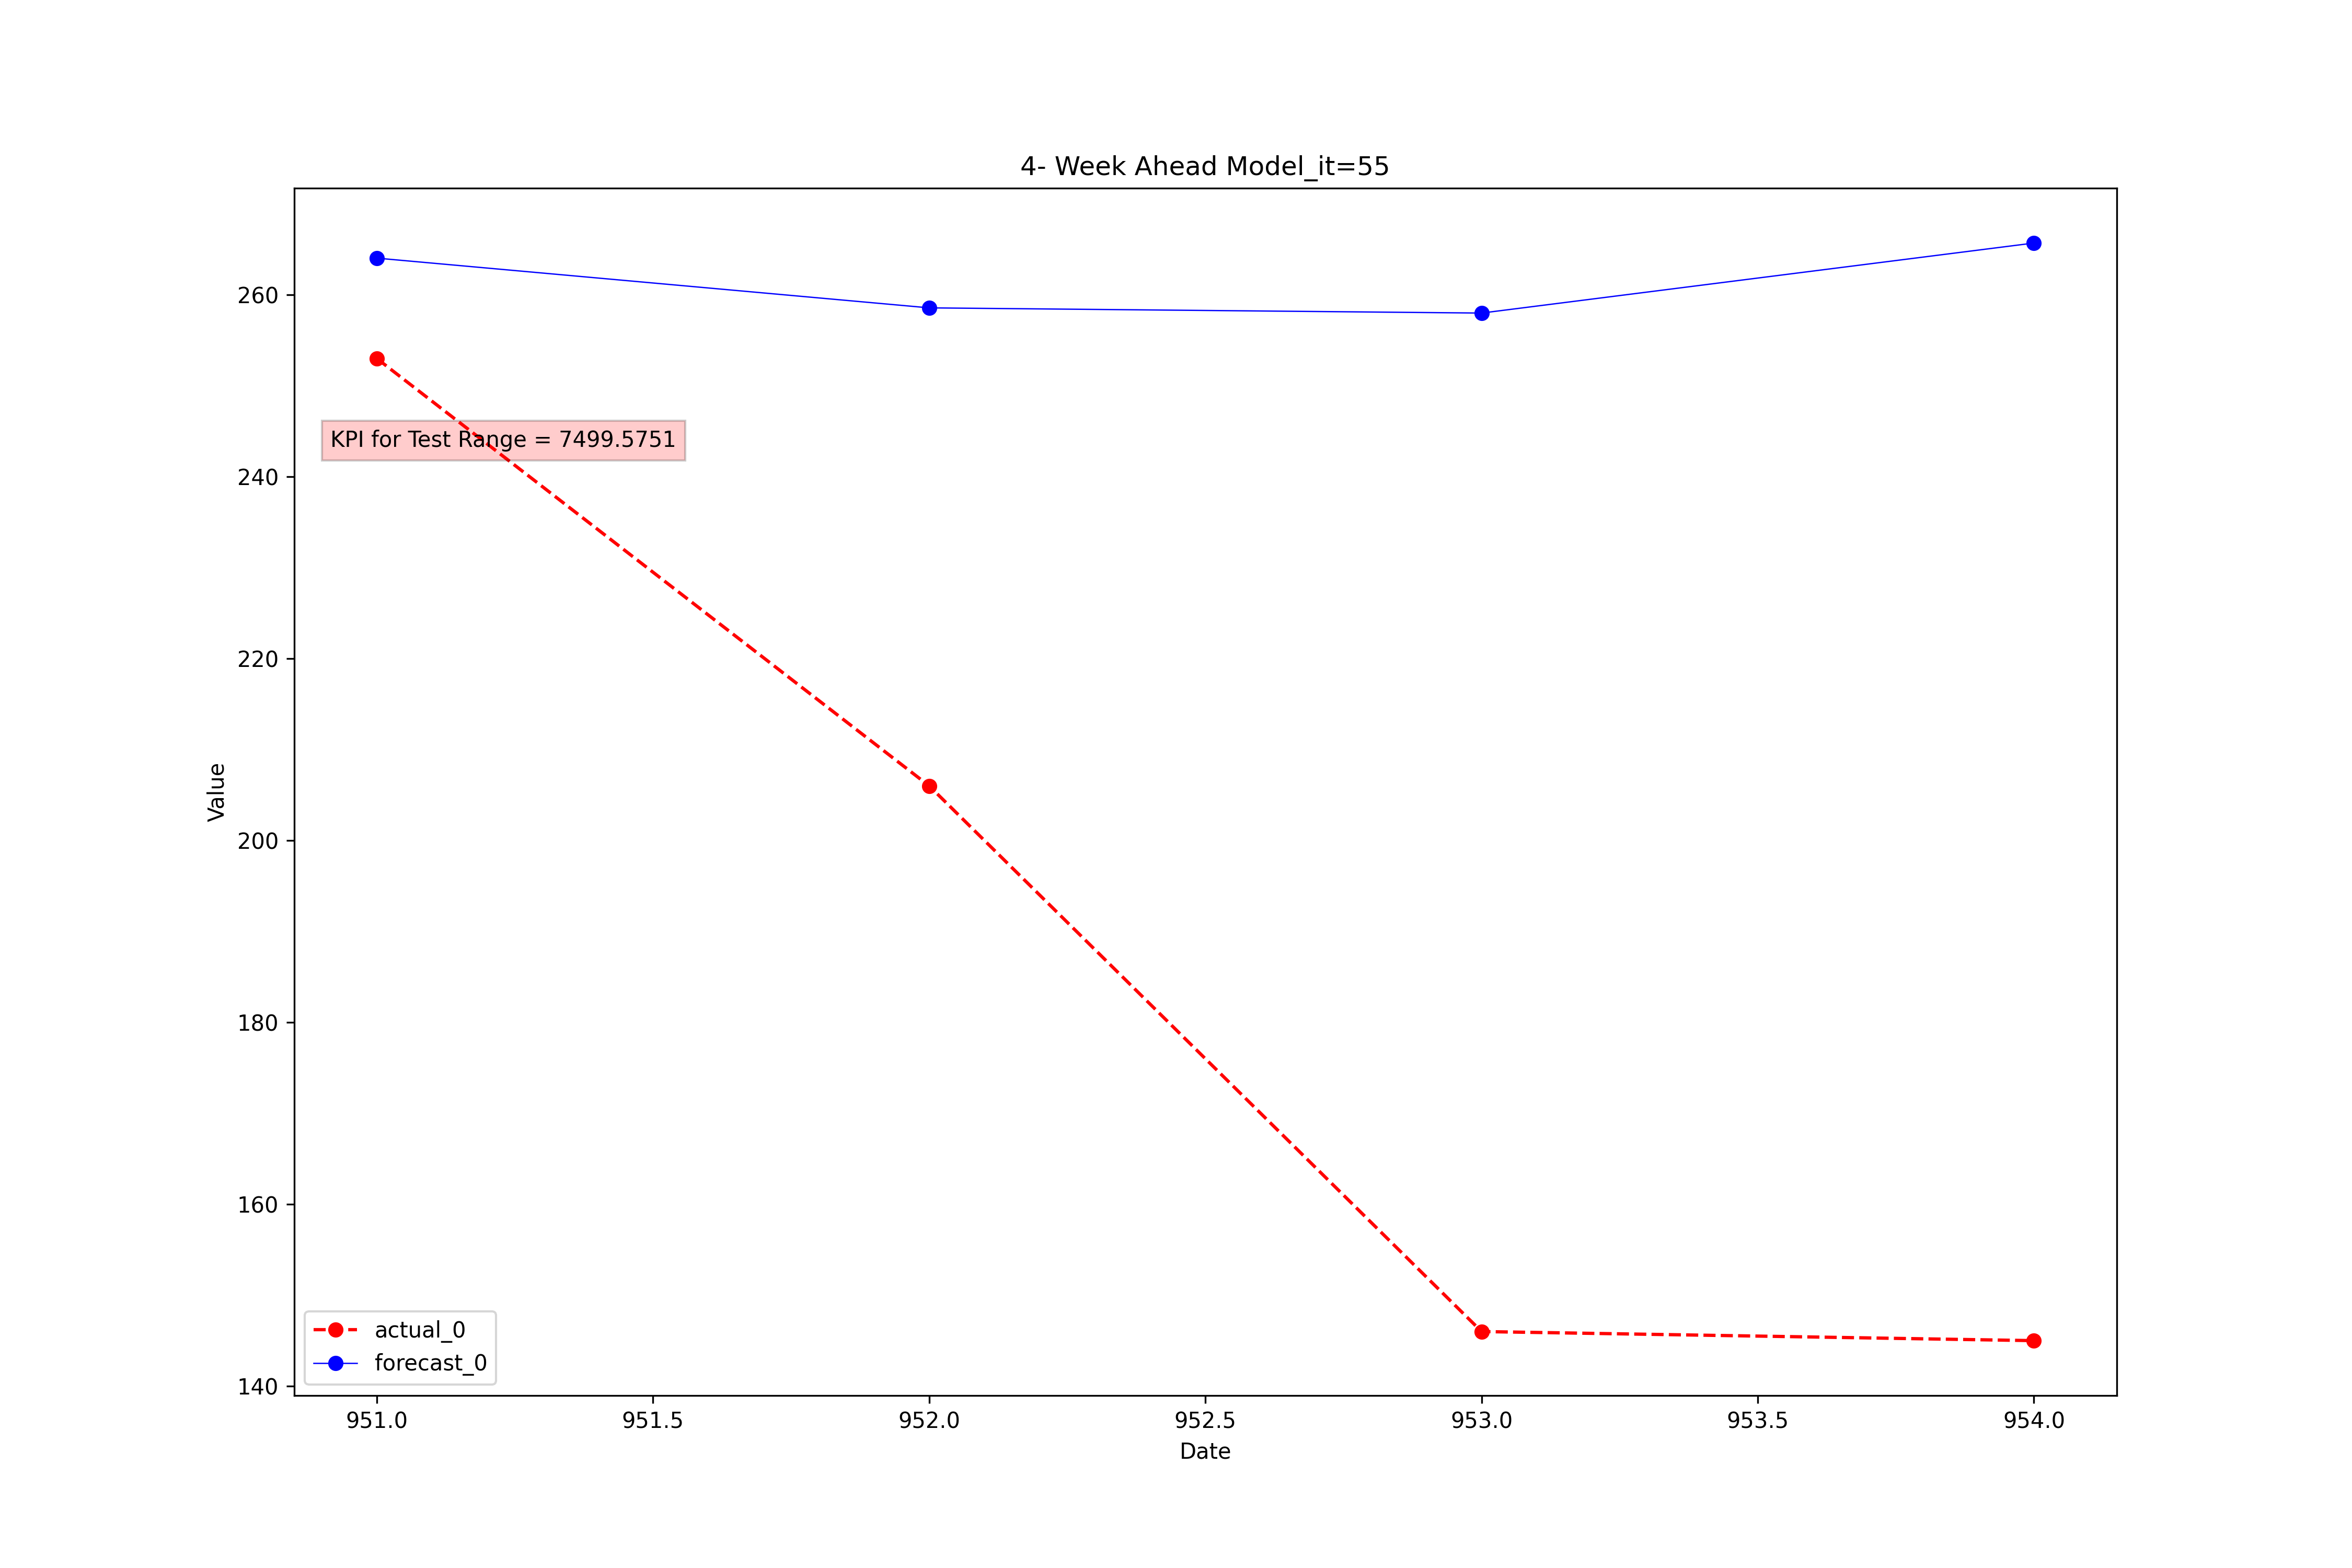 4- Week Ahead Model_it=55
260
240
220
200
180
160
140
Value
KPI for Test Range = 7499.5751
actual_0
forecast_0
951.0 951.5 952.0 952.5 953.0 953.5 954.0
Date